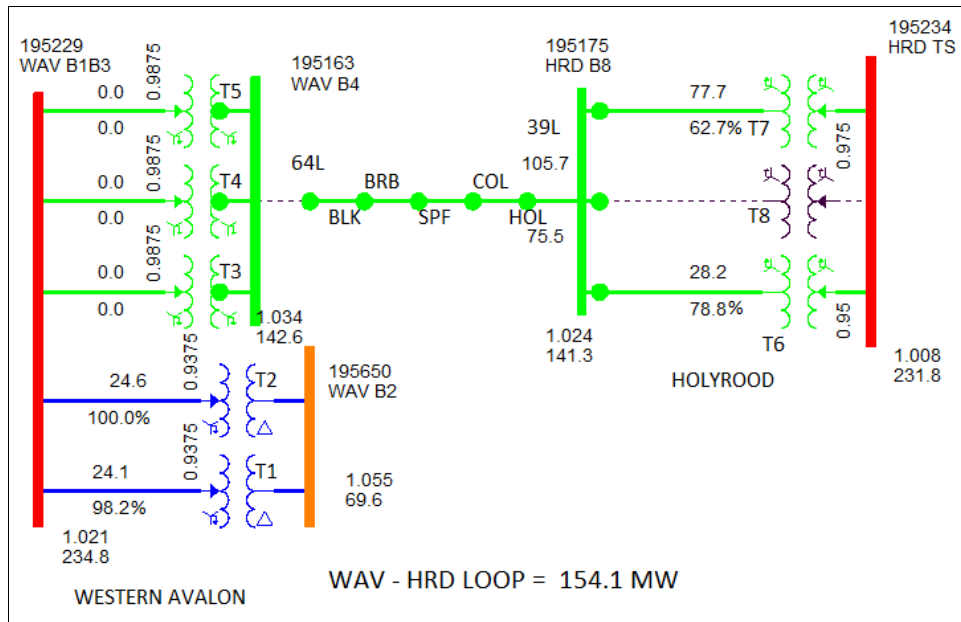 195229
WAV B1B3
0.0
0.0
0.9875
T5
0.0
0.0
0.9875
T4
0.0
0.0
0.9875
T3
24.6
100.0%
0.9375
T2
24.1
98.2%
0.9375
T1
1.021
234.8
WESTERN AVALON
195163
WAV B4
1.034
142.6
195650
WAV B2
1.055
69.6
64L
BLK
BRB
SPF
COL
HOL
39L
105.7
75.5
195175
HRD B8
1.024
141.3
77.7
62.7%
T7
0.975
T8
28.2
78.8%
T6
0.95
HOLYROOD
195234
HRD TS
1.008
231.8
WAV - HRD LOOP = 154.1 MW